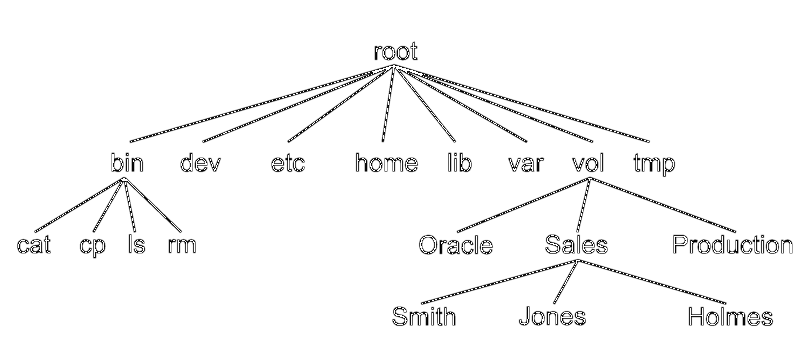 root
bin dev etc home lib var vol tmp
cat cp ls rm Oracle Sales Production
Smith Jones Holmes